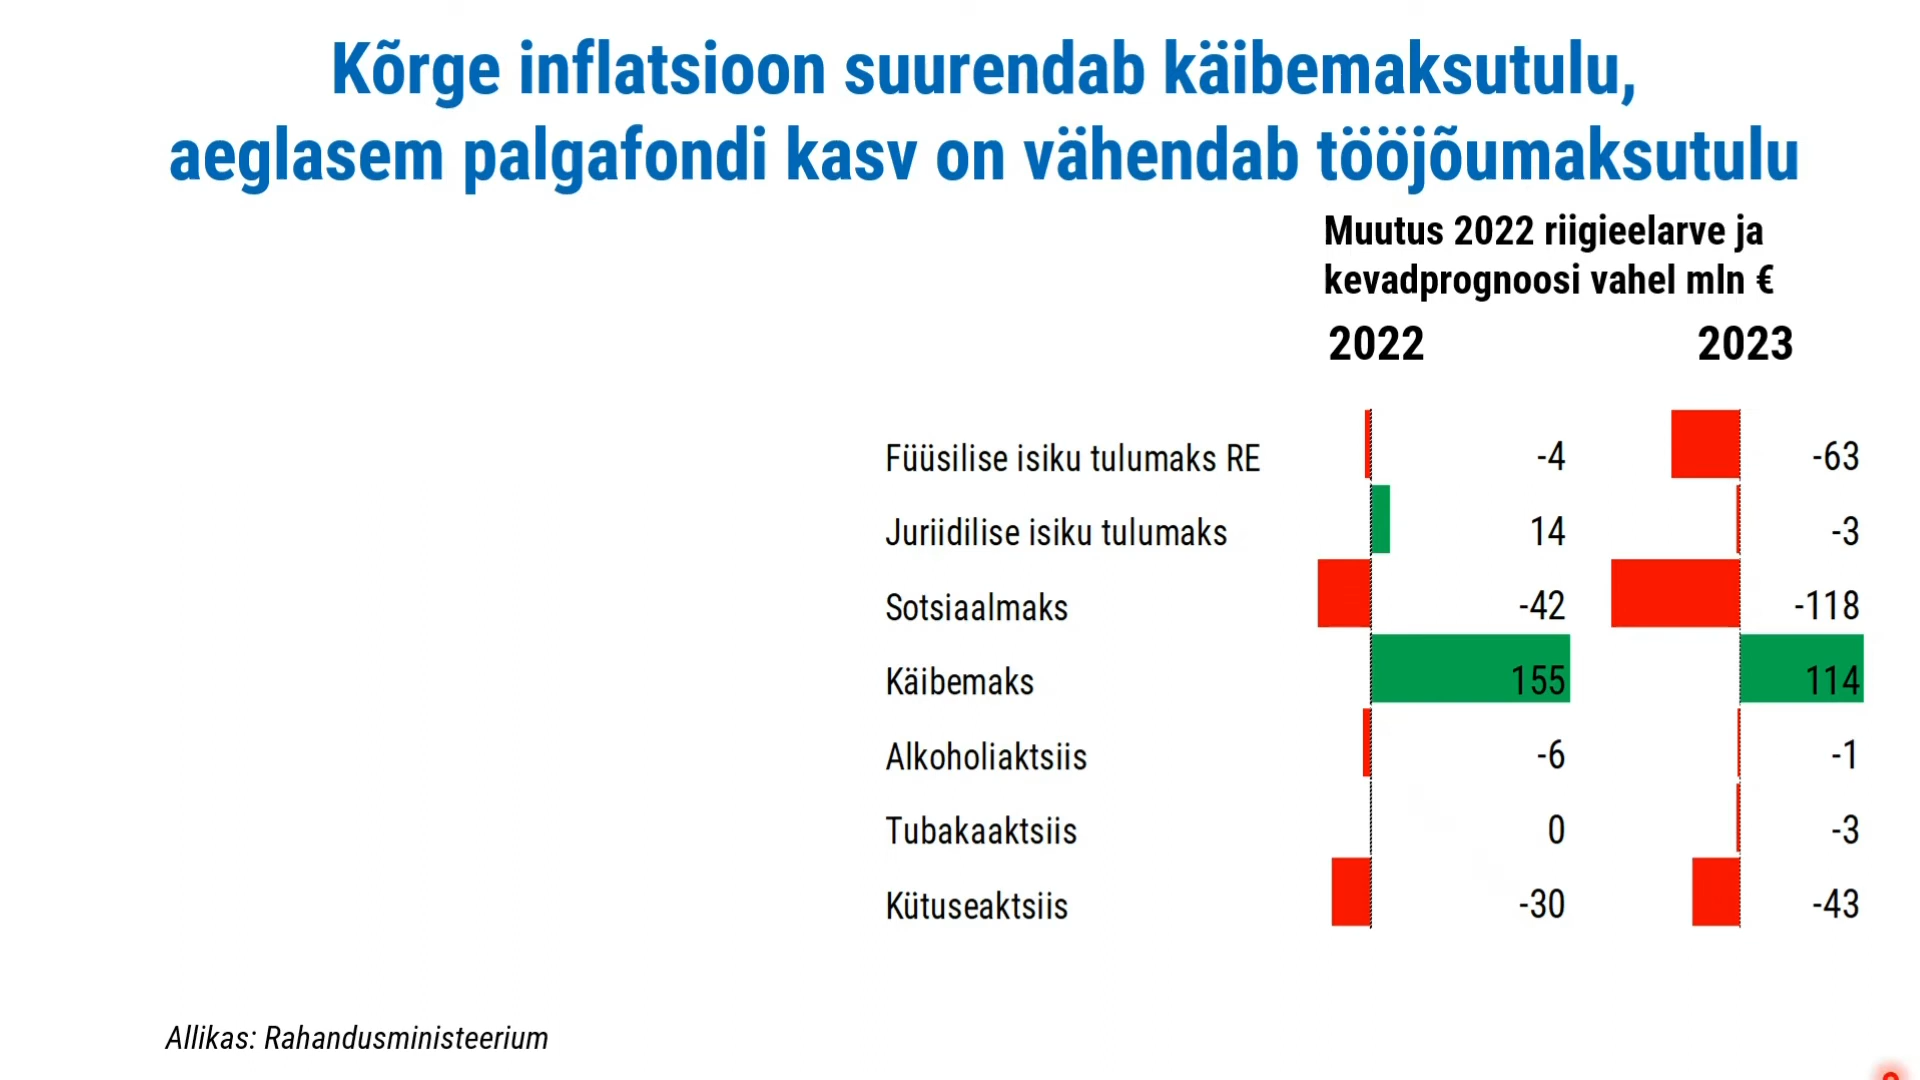 Kõrge inflatsioon suurendab käibemaksutulu,
aeglasem palgafondi kasv on vähendab tööjõumaksutulu
Muutus 2022 riigieelarve ja
kevadprognoosi vahel mln €
2022 2023
Füüsilise isiku tulumaks RE -4 -63
Juriidilise isiku tulumaks 14 -3
Sotsiaalmaks -42 -118
Käibemaks 155 114
Alkoholiaktsiis -6 -1
Tubakaaktsiis 0 -3
Kütuseaktsiis -30 -43
Allikas: Rahandusministeerium